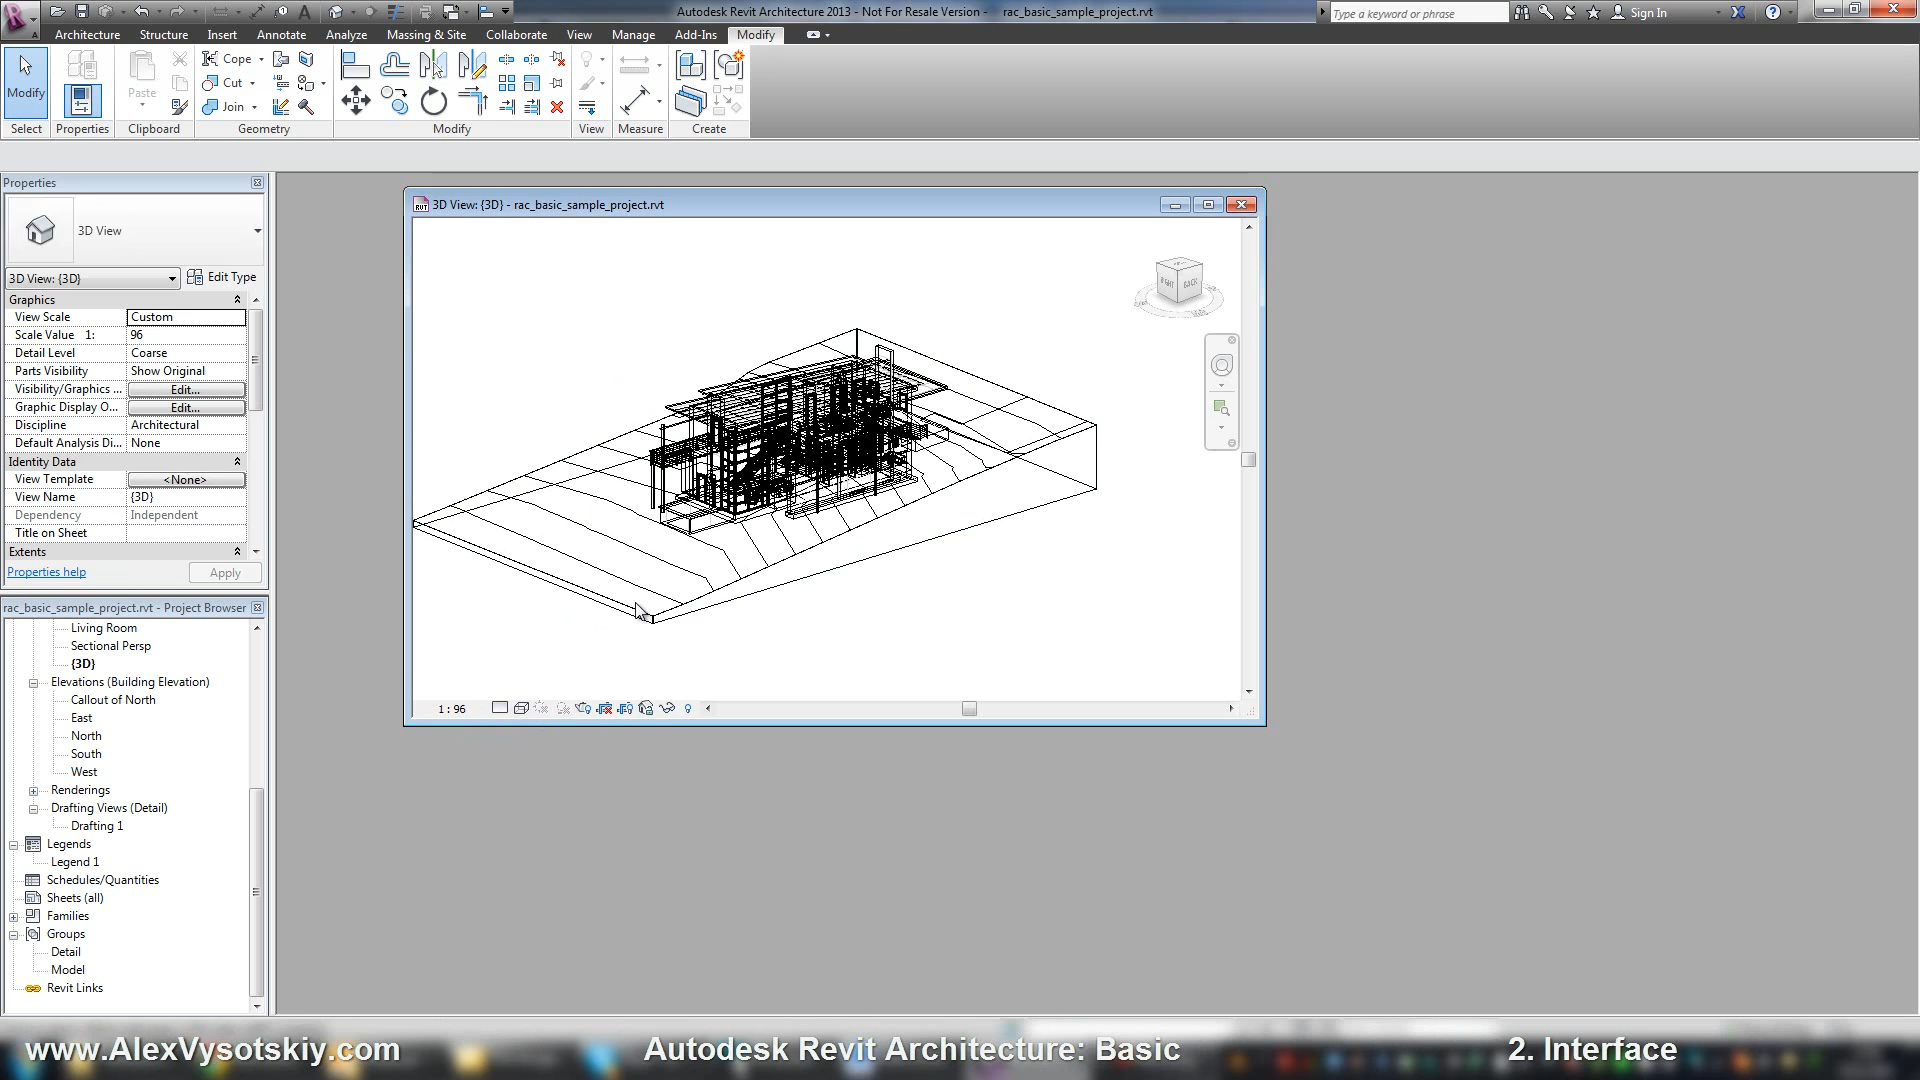 Autodesk Revit Architecture 2013 - Not For Resale Version - rac_basic_sample_project.rvt
Type a keyword or phrase
Sign In
Architecture Structure Insert Annotate Analyze Massing & Site Collaborate View Manage Add-Ins Modify
Modify
Paste
Cope
Cut
Join
Select Properties Clipboard Geometry Modify View Measure Create
Properties
3D View
3D View: {3D}
Edit Type
Graphics
View Scale Custom
Scale Value 1: 96
Detail Level Coarse
Parts Visibility Show Original
Visibility/Graphics ... Edit...
Graphic Display O... Edit...
Discipline Architectural
Default Analysis Di... None
Identity Data
View Template <None>
View Name {3D}
Dependency Independent
Title on Sheet
Extents
Properties help
Apply
rac_basic_sample_project.rvt - Project Browser
Living Room
Sectional Persp
{3D}
Elevations (Building Elevation)
Callout of North
East
North
South
West
Renderings
Drafting Views (Detail)
Drafting 1
Legends
Legend 1
Schedules/Quantities
Sheets (all)
Families
Groups
Detail
Model
Revit Links
3D View: {3D} - rac_basic_sample_project.rvt
RIGHT
BACK
1 : 96
www.AlexVysotskiy.com
Autodesk Revit Architecture: Basic
2. Interface